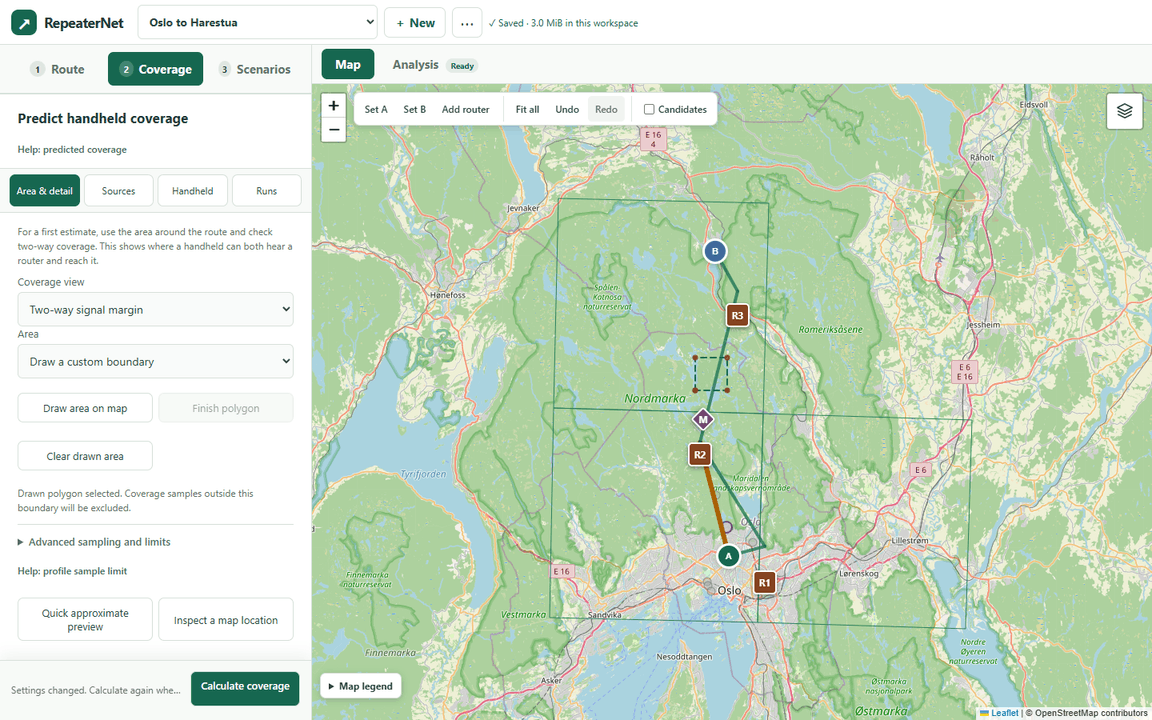 RepeaterNet
Oslo to Harestua
+ New
...
✓ Saved · 3.0 MiB in this workspace
1 Route
2 Coverage
3 Scenarios
Map
Analysis Ready
Predict handheld coverage
Help: predicted coverage
Area & detail
Sources
Handheld
Runs
For a first estimate, use the area around the route and check
two-way coverage. This shows where a handheld can both hear a
router and reach it.
Coverage view
Two-way signal margin
Area
Draw a custom boundary
Draw area on map
Finish polygon
Clear drawn area
Drawn polygon selected. Coverage samples outside this
boundary will be excluded.
Advanced sampling and limits
Help: profile sample limit
Quick approximate
preview
Inspect a map location
Settings changed. Calculate again whe...
Calculate coverage
+
−
Set A
Set B
Add router
Fit all
Undo
Redo
Candidates
E 16
4
Eidsvoll
Råholt
Jevnaker
B
Hønefoss
Spålen
Katnosa
naturreservat
R3
Romeriksåsene
Jessheim
E 6
E 16
Nordmarka
M
R2
E 6
Tyrifjorden
Maridalen
landskapsvernområde
Oslo
Lillestrøm
A
E 16
Lørenskog
Finnemarka
naturreservat
R1
Oslo
Vestmarka
Sandvika
Finnemarka
Nesoddtangen
Nordre
Øyeren
naturreservat
Asker
Østmarka
nasjonalpark
Østmarka
Map legend
Leaflet | © OpenStreetMap contributors